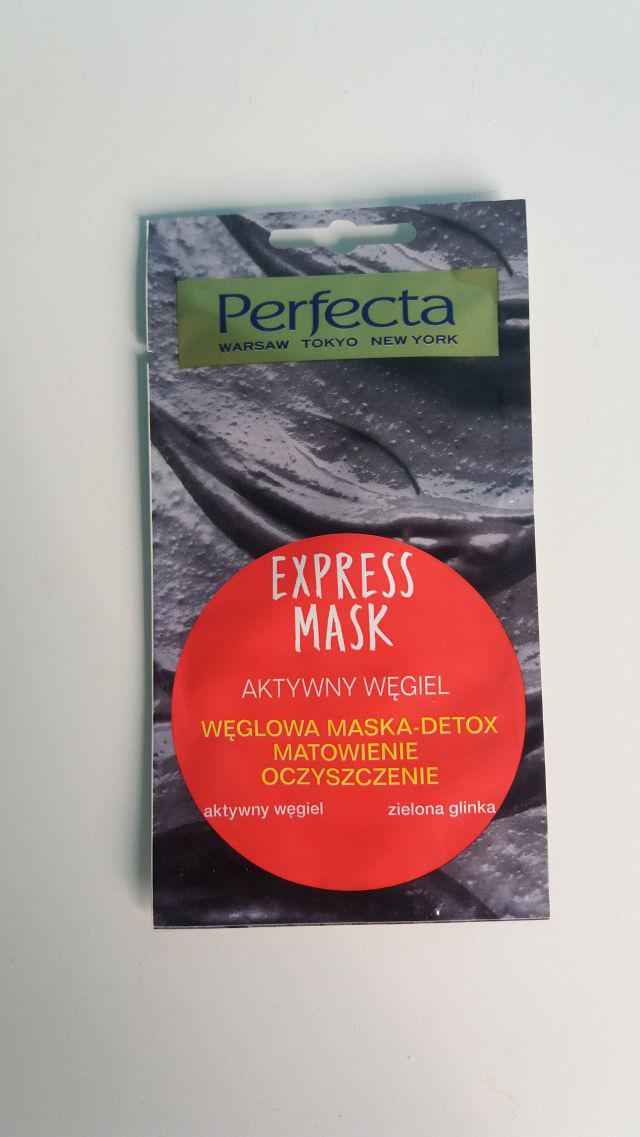 Perfecta
WARSAW TOKYO NEW YORK
EXPRESS
MASK
AKTYWNY WĘGIEL
WĘGLOWA MASKA-DETOX
MATOWIENIE
OCZYSZCZENIE
aktywny węgiel zielona glinka